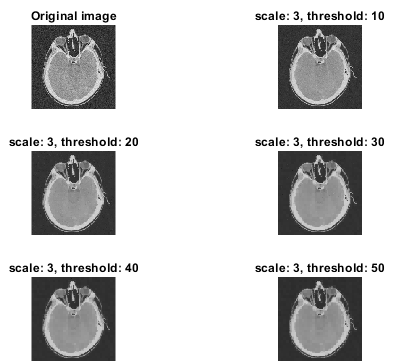 Original image
scale: 3, threshold: 10
scale: 3, threshold: 20
scale: 3, threshold: 30
scale: 3, threshold: 40
scale: 3, threshold: 50